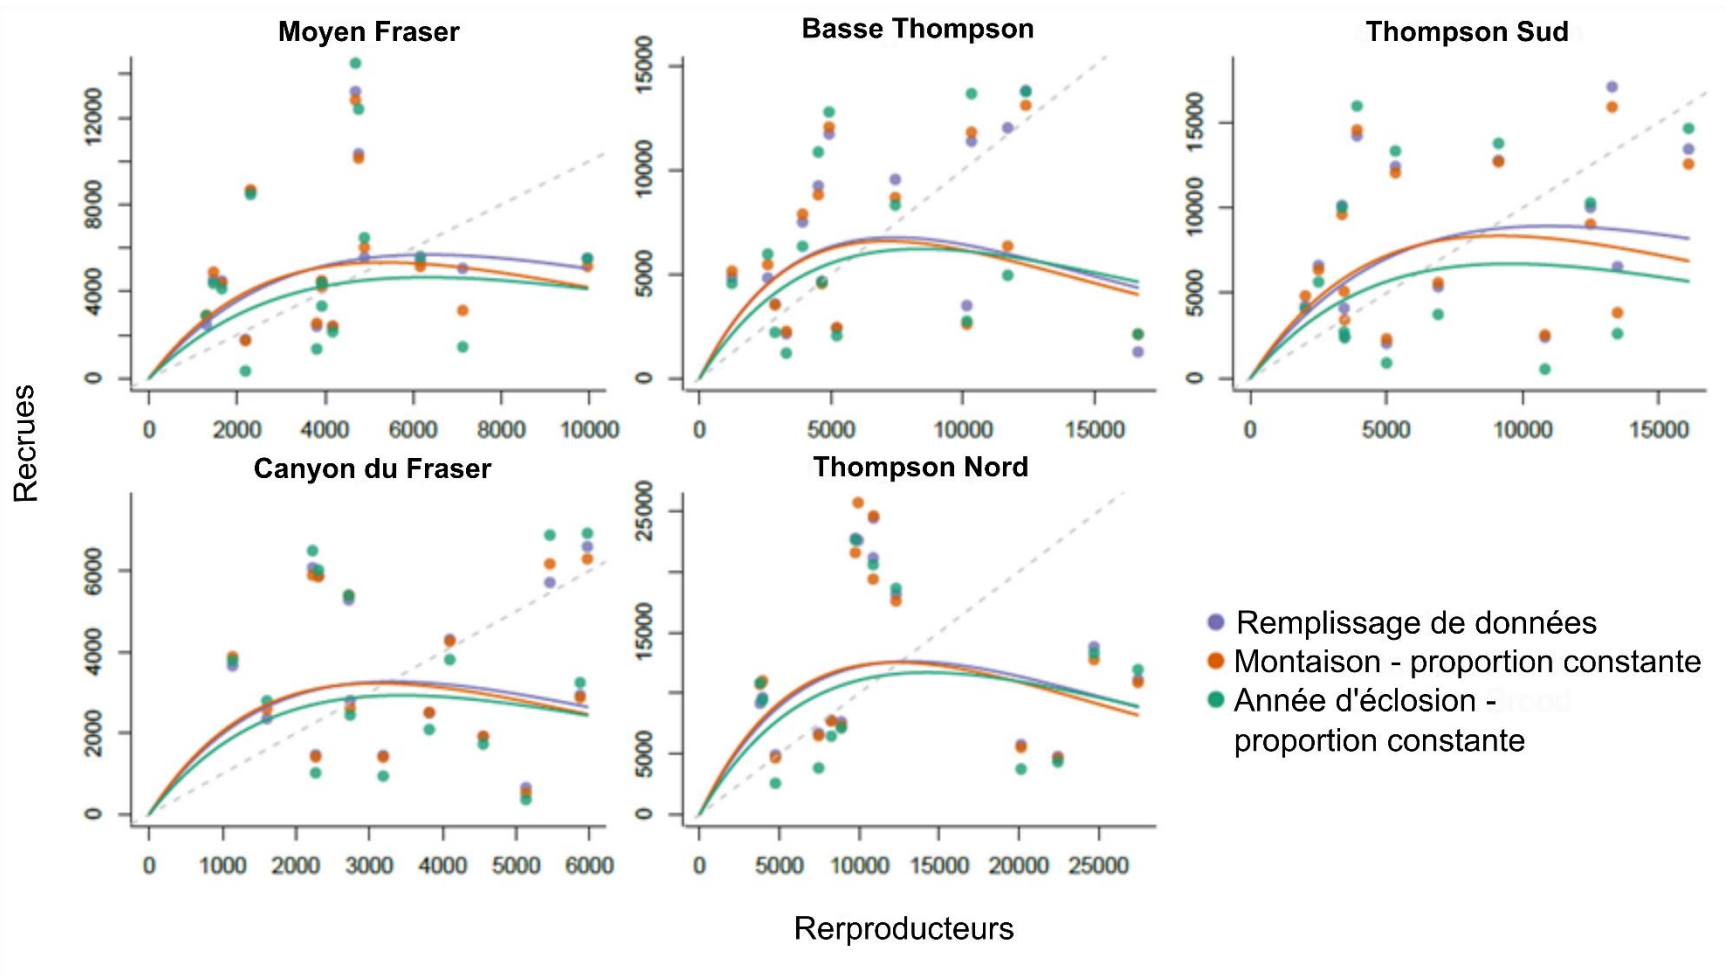 Moyen Fraser
Basse Thompson
Thompson Sud
12000
8000
4000
0
0 2000 4000 6000 8000 10000
15000
10000
5000
0
0 5000 10000 15000
15000
10000
5000
0
0 5000 10000 15000
Recrues
Canyon du Fraser
Thompson Nord
6000
4000
2000
0
0 1000 2000 3000 4000 5000 6000
25000
15000
5000
0
0 5000 10000 15000 20000 25000
Remplissage de données
Montaison - proportion constante
Année d'éclosion -
proportion constante
Rerproducteurs